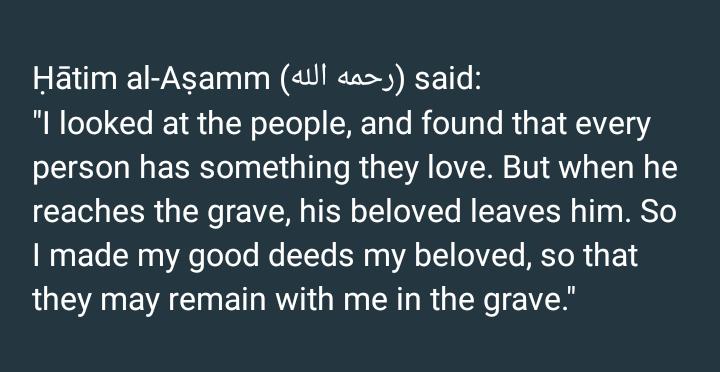 Ḥātim al-Aṣamm (رحمه الله) said:
"I looked at the people, and found that every
person has something they love. But when he
reaches the grave, his beloved leaves him. So
I made my good deeds my beloved, so that
they may remain with me in the grave."